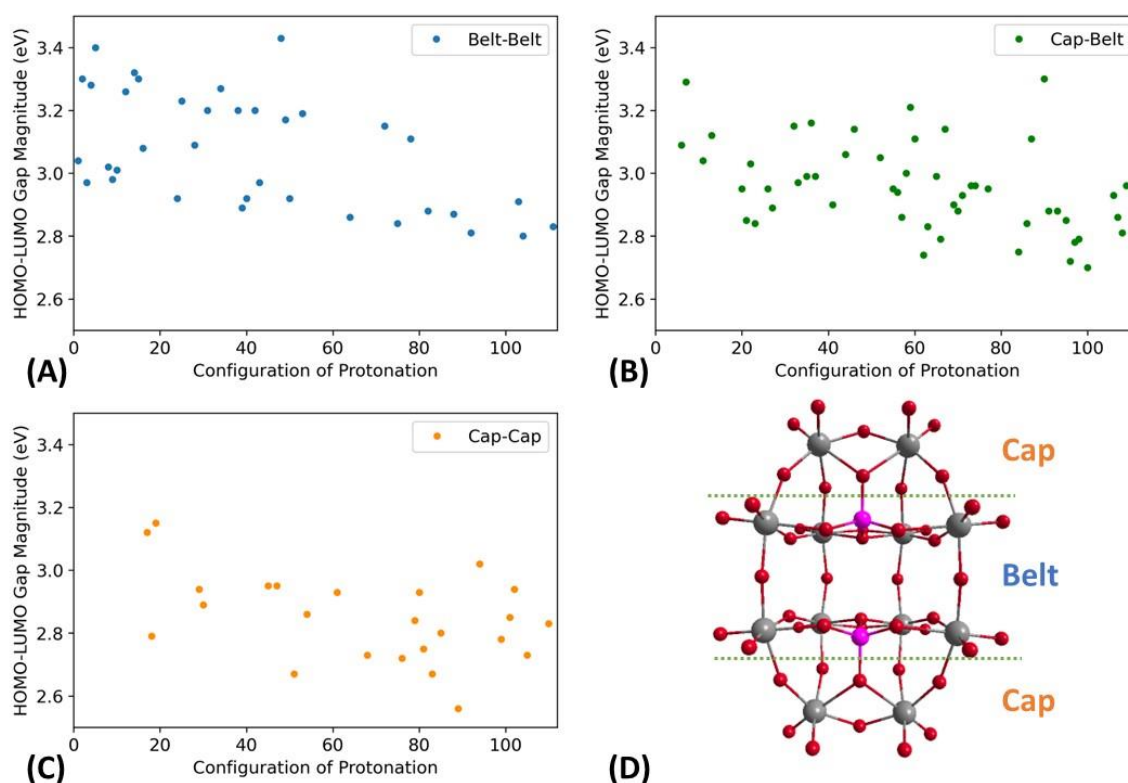 HOMO-LUMO Gap Magnitude (eV)
3.4
3.2
3.0
2.8
2.6
Belt-Belt
0 20 40 60 80 100
Configuration of Protonation
(A)
HOMO-LUMO Gap Magnitude (eV)
3.4
3.2
3.0
2.8
2.6
Cap-Belt
0 20 40 60 80 100
Configuration of Protonation
(B)
HOMO-LUMO Gap Magnitude (eV)
3.4
3.2
3.0
2.8
2.6
Cap-Cap
0 20 40 60 80 100
Configuration of Protonation
(C)
Cap
Belt
Cap
(D)